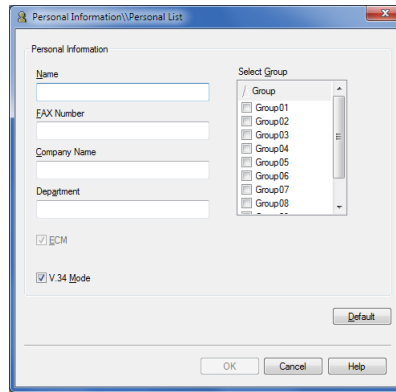 Personal Information\\Personal List
Personal Information
Name
FAX Number
Company Name
Department
ECM
V.34 Mode
Select Group
/ Group
Group01
Group02
Group03
Group04
Group05
Group06
Group07
Group08
Default
OK
Cancel
Help